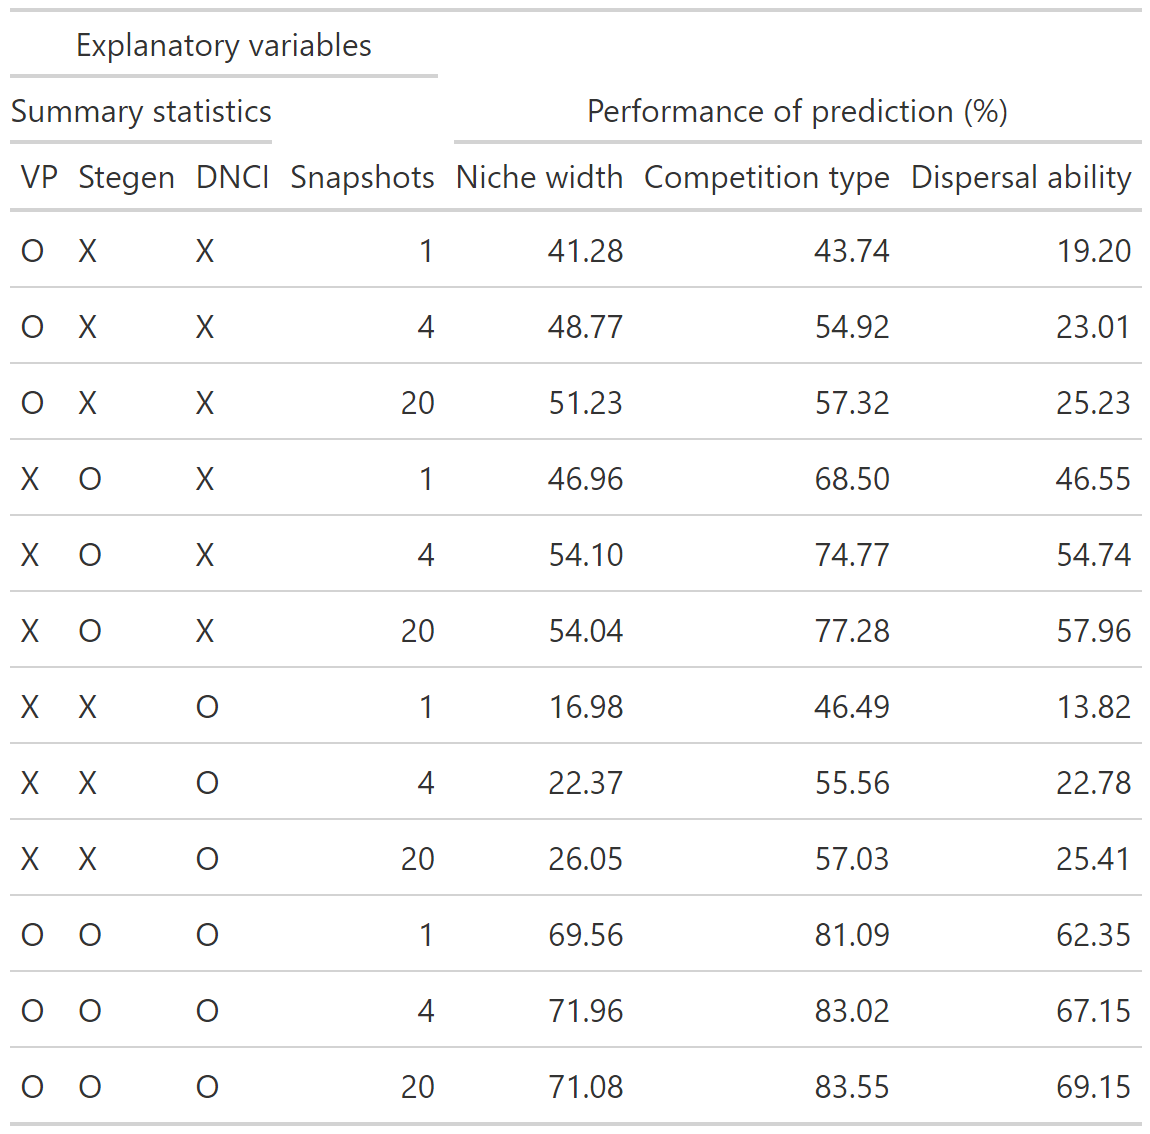 Explanatory variables
Summary statistics Performance of prediction (%)
VP Stegen DNCI Snapshots Niche width Competition type Dispersal ability
O X X 1 41.28 43.74 19.20
O X X 4 48.77 54.92 23.01
O X X 20 51.23 57.32 25.23
X O X 1 46.96 68.50 46.55
X O X 4 54.10 74.77 54.74
X O X 20 54.04 77.28 57.96
X X O 1 16.98 46.49 13.82
X X O 4 22.37 55.56 22.78
X X O 20 26.05 57.03 25.41
O O O 1 69.56 81.09 62.35
O O O 4 71.96 83.02 67.15
O O O 20 71.08 83.55 69.15